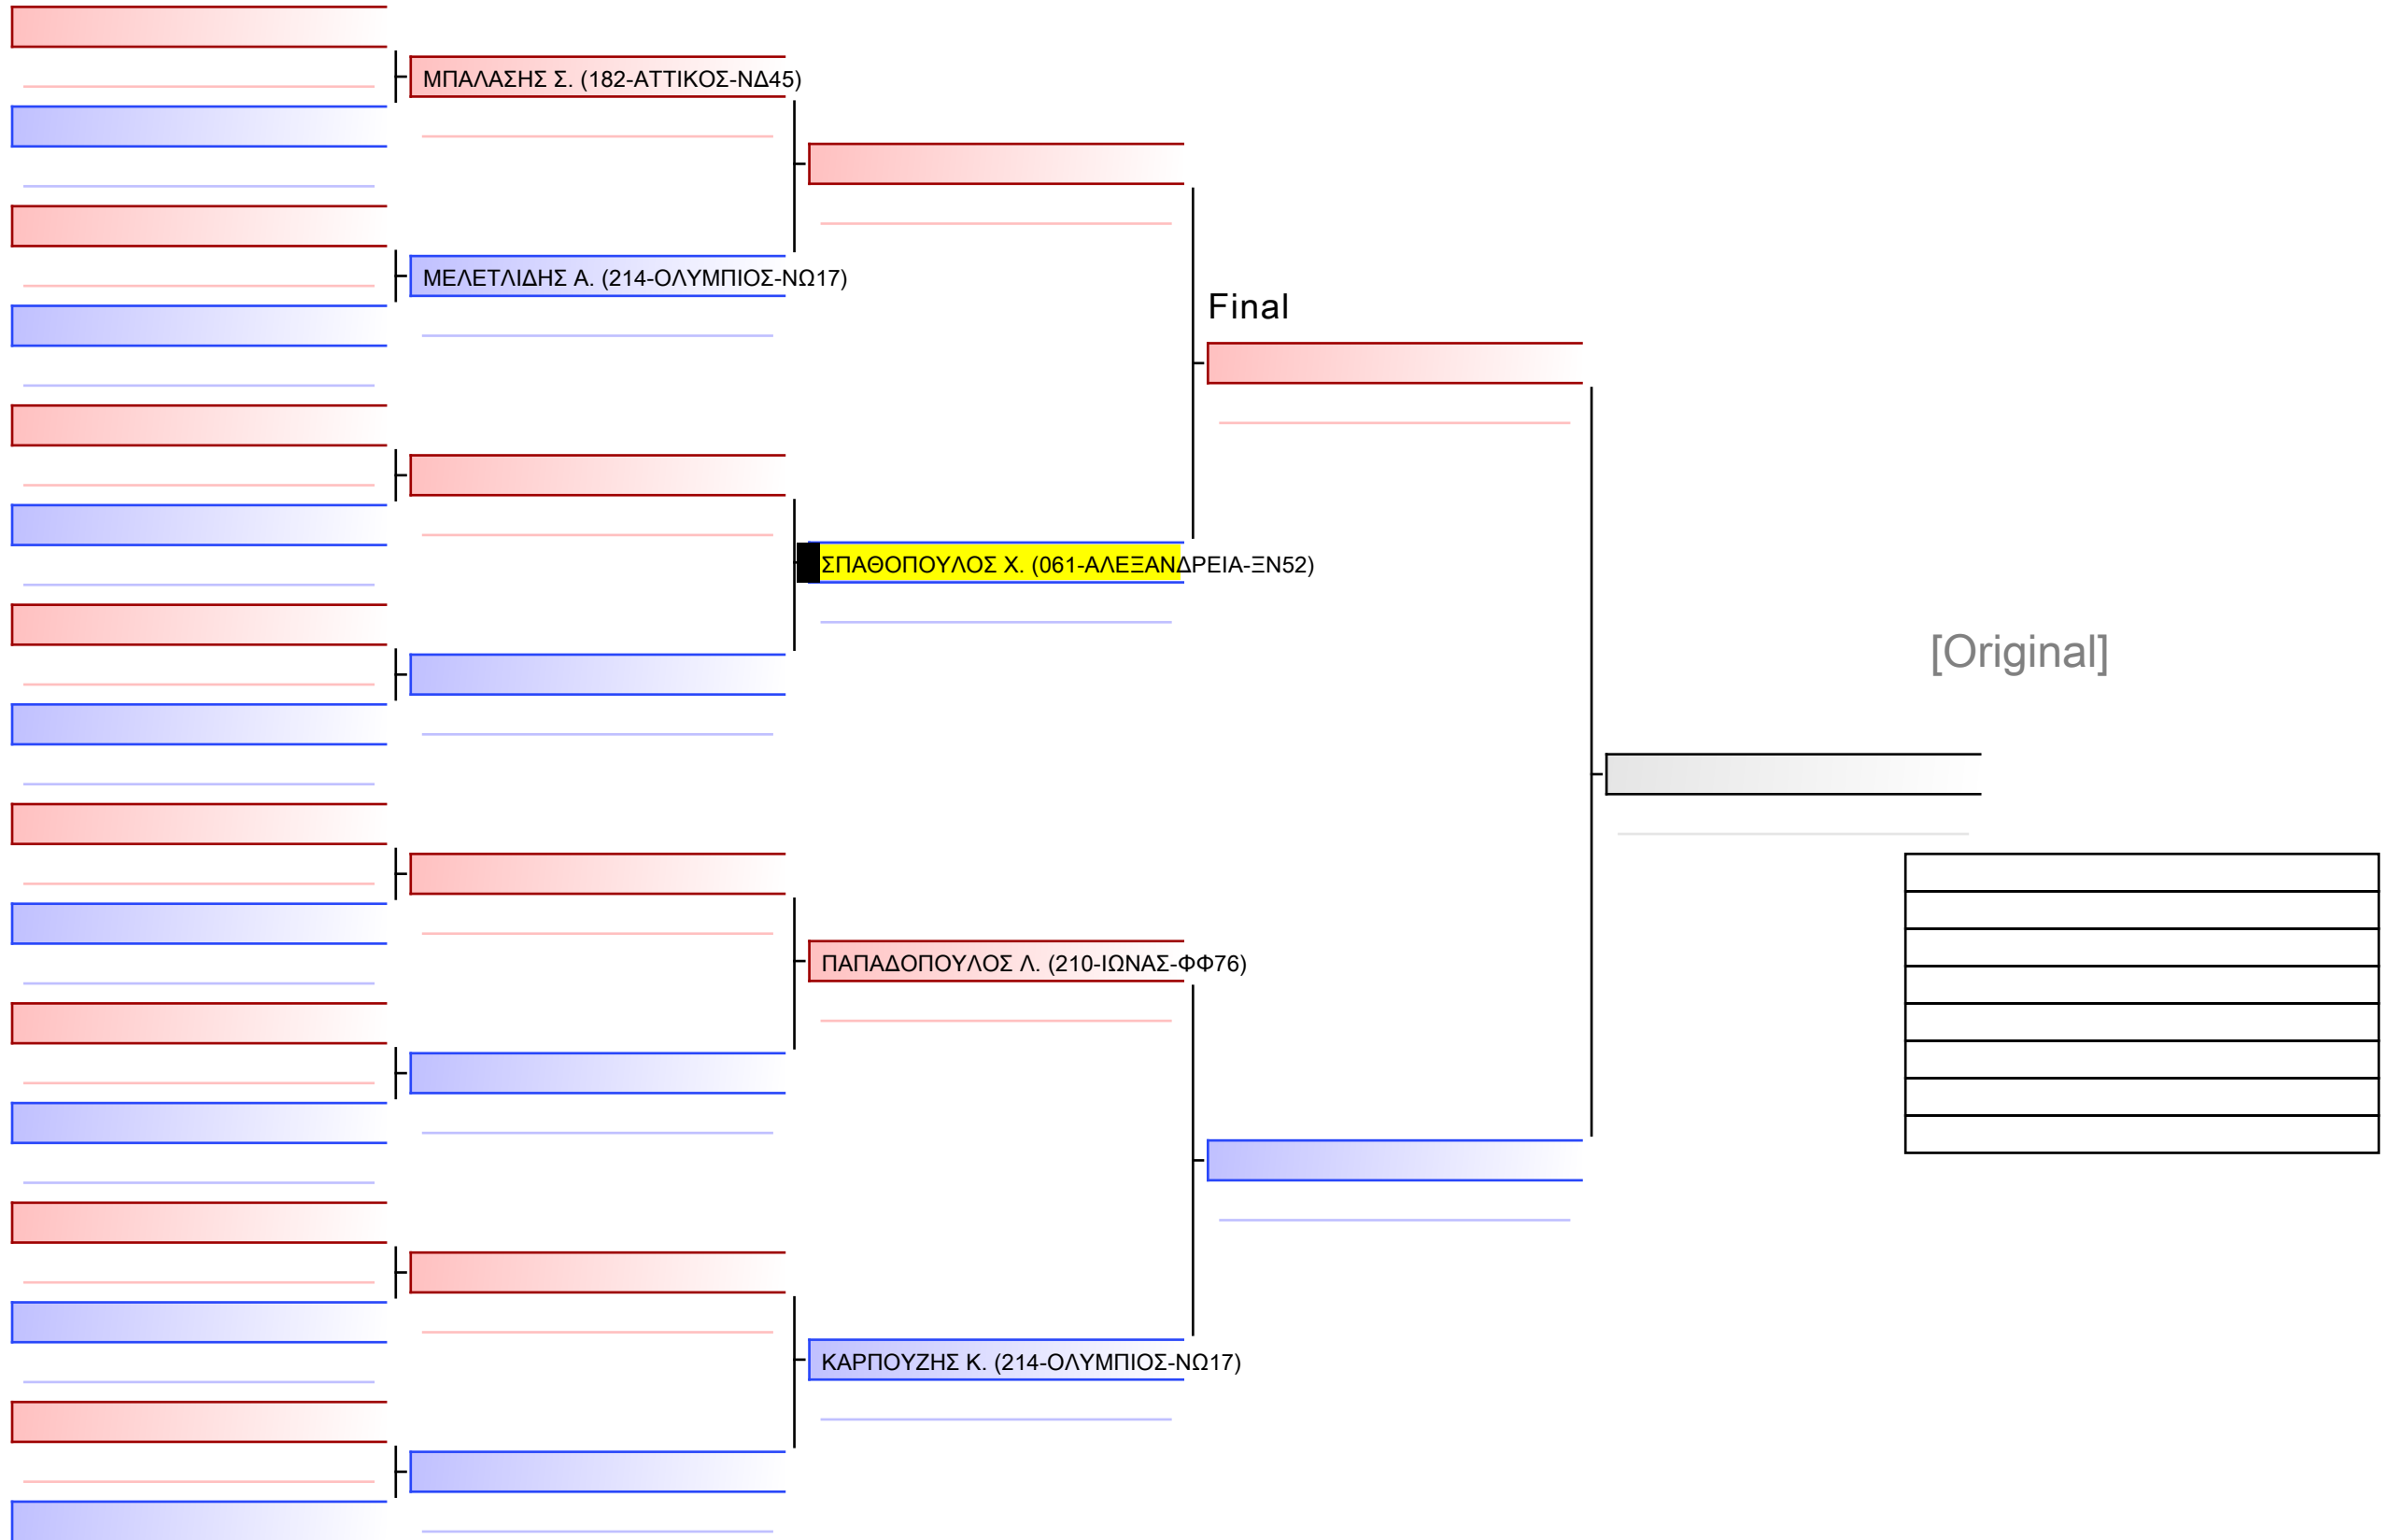 ΜΠΑΛΑΣΗΣ Σ. (182-ΑΤΤΙΚΟΣ-ΝΔ45)
ΜΕΛΕΤΛΙΔΗΣ Α. (214-ΟΛΥΜΠΙΟΣ-ΝΩ17)
Final
ΣΠΑΘΟΠΟΥΛΟΣ Χ. (061-ΑΛΕΞΑΝΔΡΕΙΑ-ΞΝ52)
[Original]
ΠΑΠΑΔΟΠΟΥΛΟΣ Λ. (210-ΙΩΝΑΣ-ΦΦ76)
ΚΑΡΠΟΥΖΗΣ Κ. (214-ΟΛΥΜΠΙΟΣ-ΝΩ17)